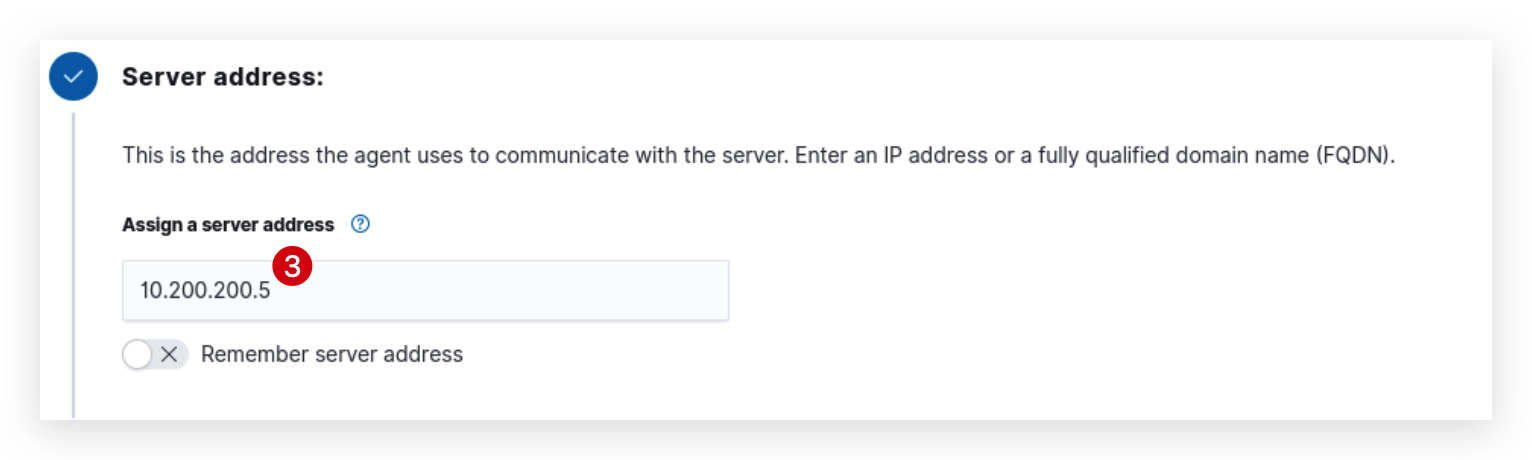 Server address:
This is the address the agent uses to communicate with the server. Enter an IP address or a fully qualified domain name (FQDN).
Assign a server address ?
3
10.200.200.5
Remember server address